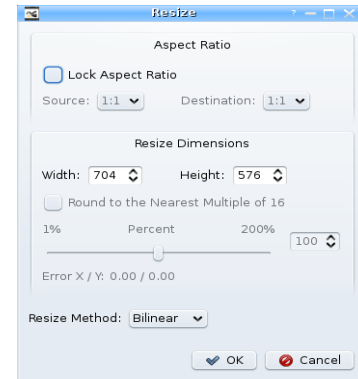 Resize
Aspect Ratio
Lock Aspect Ratio
Source: 1:1 Destination: 1:1
Resize Dimensions
Width: 704 Height: 576
Round to the Nearest Multiple of 16
1% Percent 200%
100
Error X / Y: 0.00 / 0.00
Resize Method: Bilinear
OK Cancel